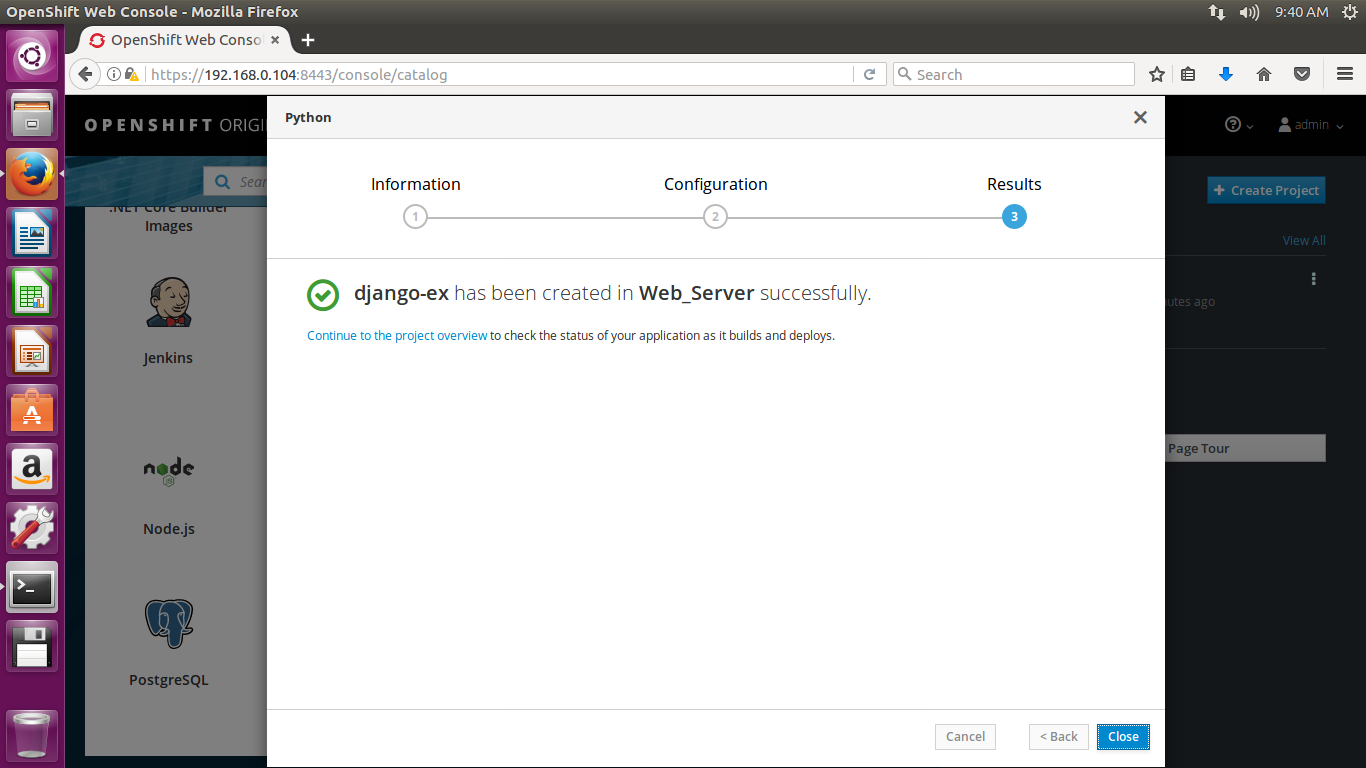 OpenShift Web Console - Mozilla Firefox
9:40 AM
OpenShift Web Conso
https://192.168.0.104:8443/console/catalog
Search
OPENSHIFT ORIGI
admin
Python
Sear
Create Project
Information
Configuration
Results
1
2
3
.NET Core Builder
Images
View All
django-ex has been created in Web_Server successfully.
utes ago
Continue to the project overview to check the status of your application as it builds and deploys.
Jenkins
Page Tour
node
JS
Node.js
PostgreSQL
Cancel
< Back
Close